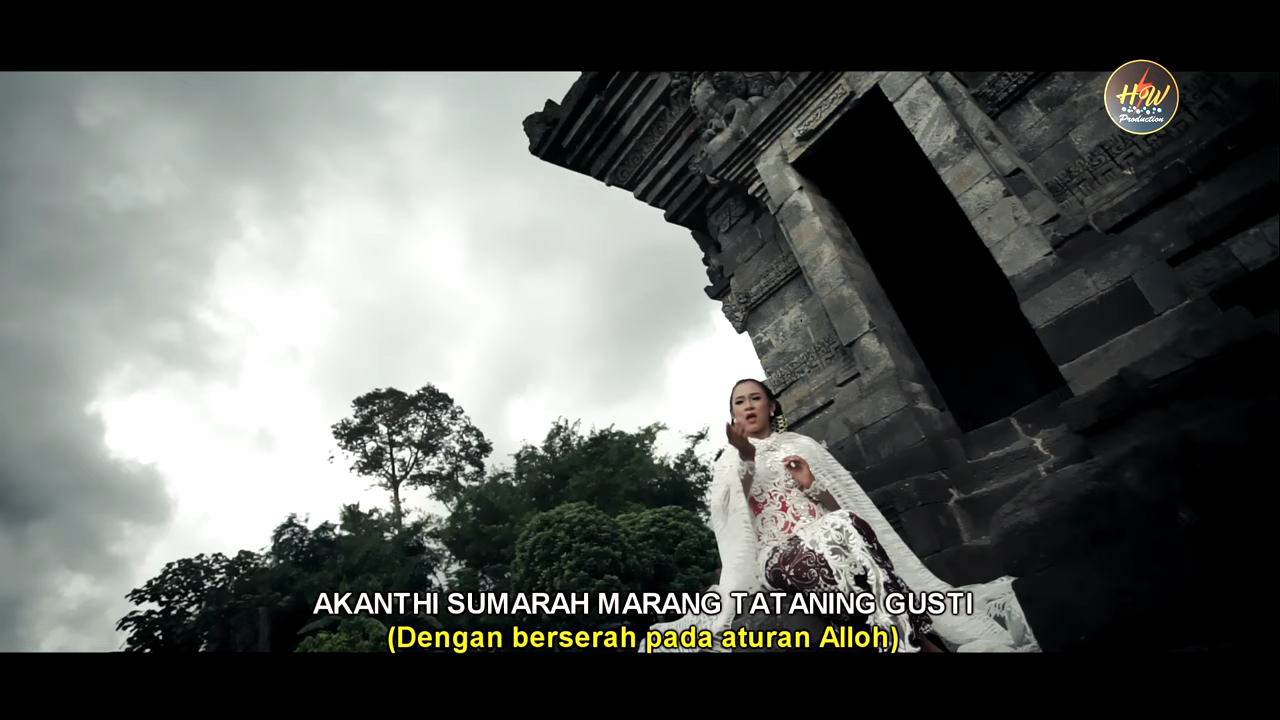 HW
Production
AKANTHI SUMARAH MARANG TATANING GUSTI
(Dengan berserah pada aturan Alloh)